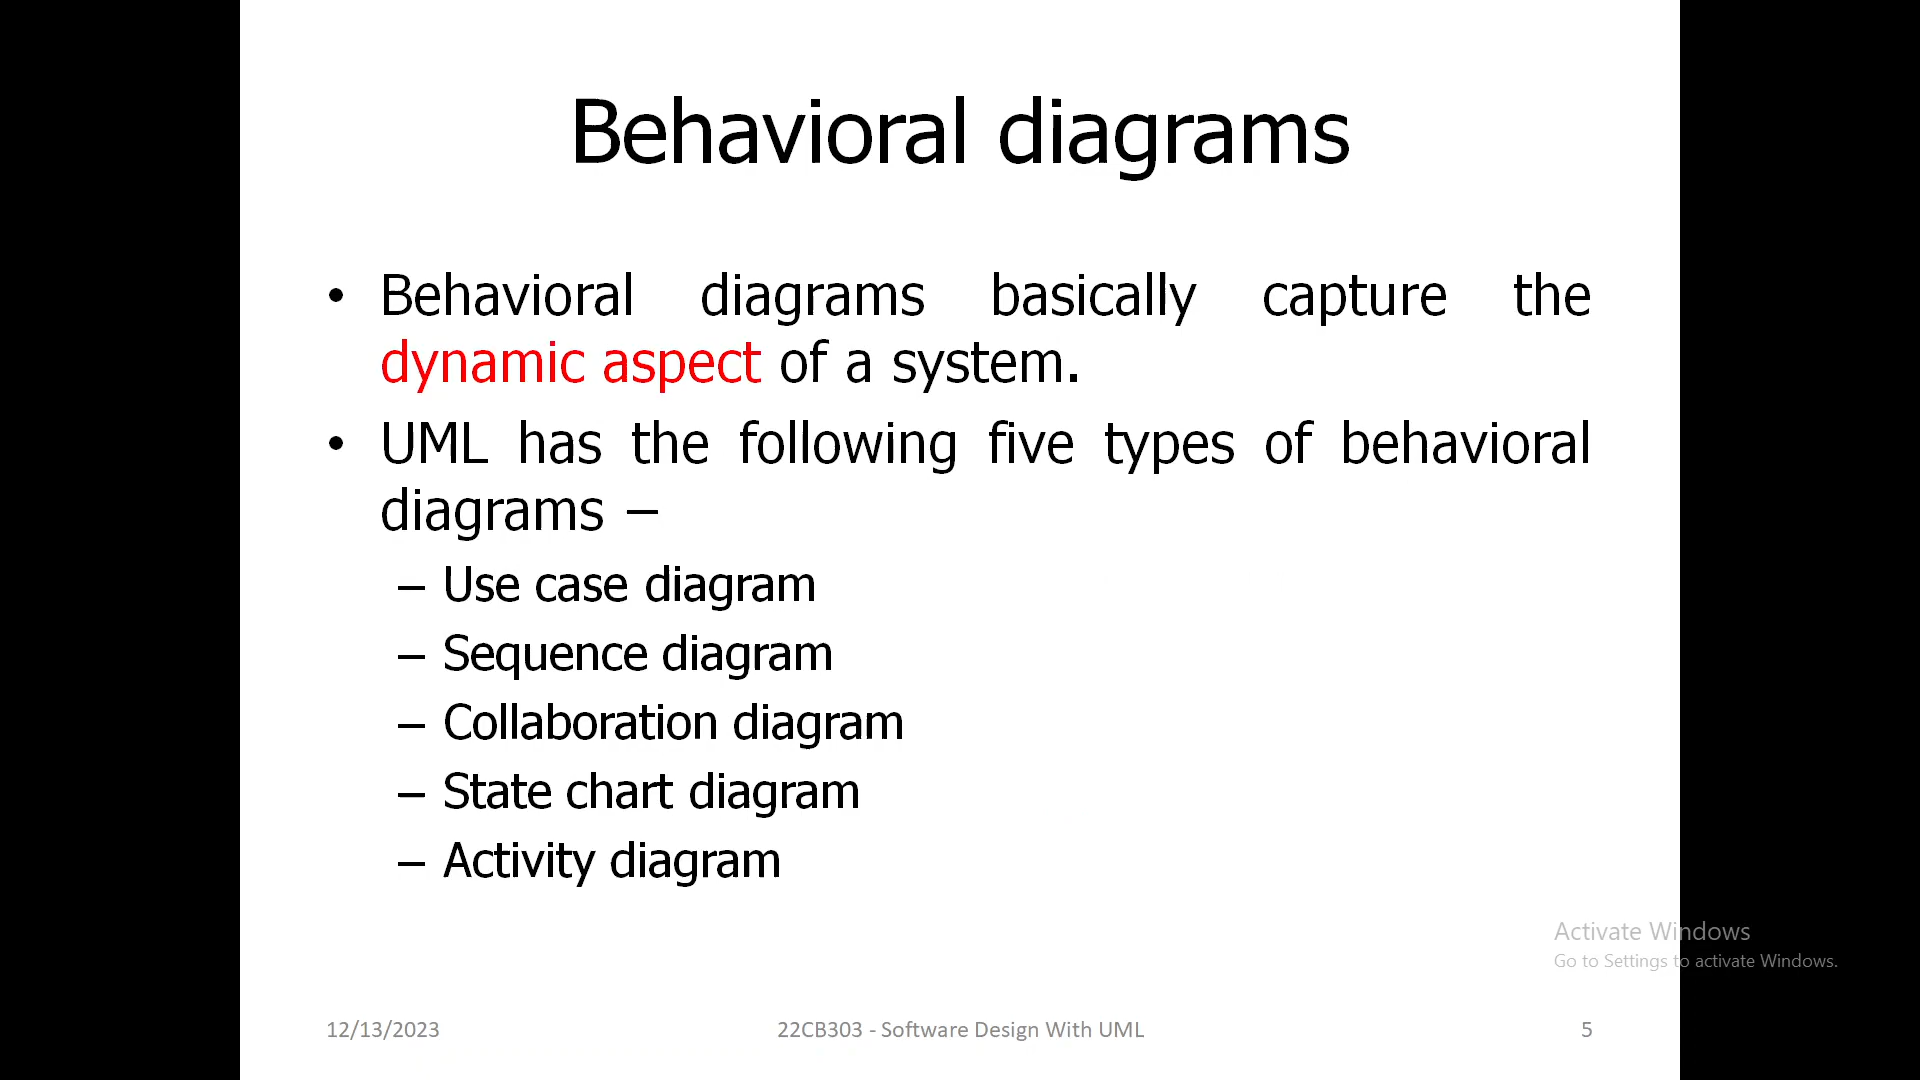 Behavioral diagrams
• Behavioral diagrams basically capture the
dynamic aspect of a system.
• UML has the following five types of behavioral
diagrams –
– Use case diagram
– Sequence diagram
– Collaboration diagram
– State chart diagram
– Activity diagram
Activate Windows
Go to Settings to activate Windows.
12/13/2023 22CB303 - Software Design With UML 5